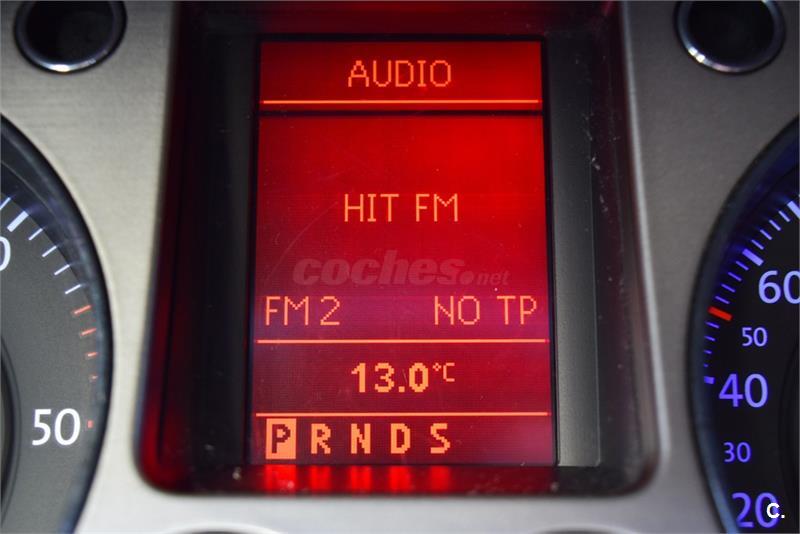 AUDIO
HIT FM
coches.net
FM2 NO TP
13.0°C
P R N D S
50
60
50
40
30
20
C.